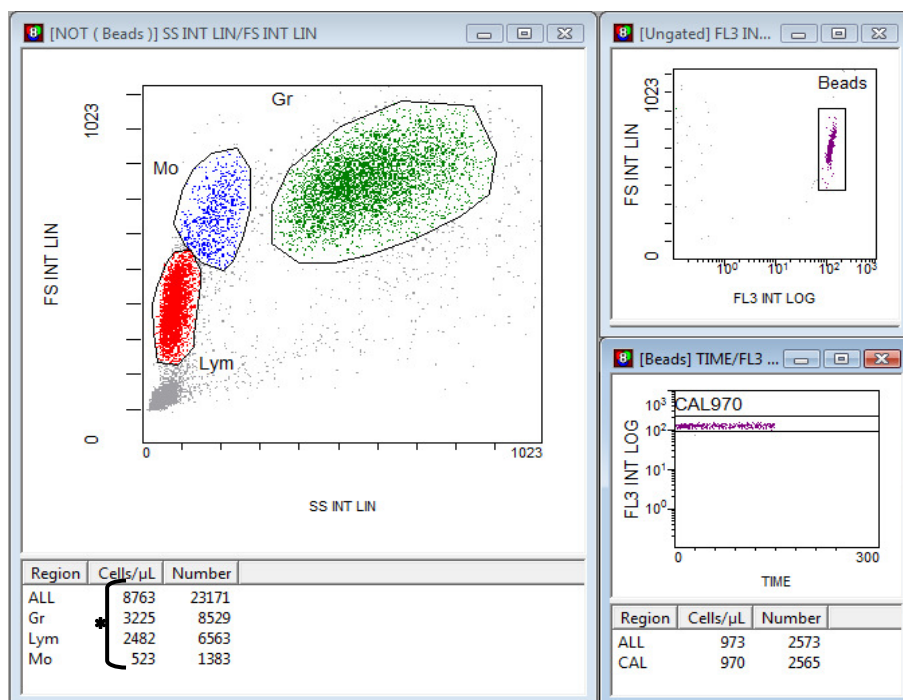 [NOT ( Beads )] SS INT LIN/FS INT LIN
Gr
1023
Mo
FS INT LIN
Lym
0
0
1023
SS INT LIN
Region Cells/µL Number
ALL 8763 23171
Gr 3225 8529
* Lym 2482 6563
Mo 523 1383
[Ungated] FL3 IN...
Beads
1023
FS INT LIN
0
10⁰ 10¹ 10² 10³
FL3 INT LOG
[Beads] TIME/FL3 ...
10³ CAL970
10²
FL3 INT LOG
10¹
10⁰
0 300
TIME
Region Cells/µL Number
ALL 973 2573
CAL 970 2565